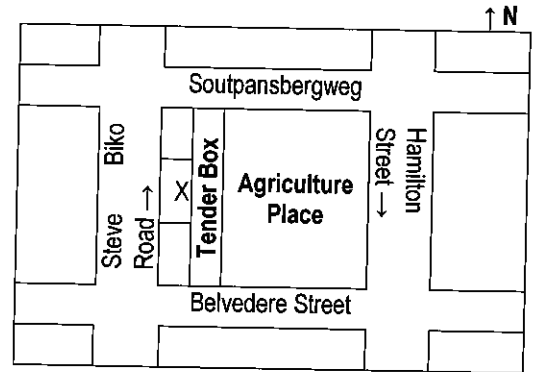 ↑ N
Soutpansbergweg
Steve Biko
Road →
X
Tender Box
Agriculture
Place
Hamilton
Street →
Belvedere Street